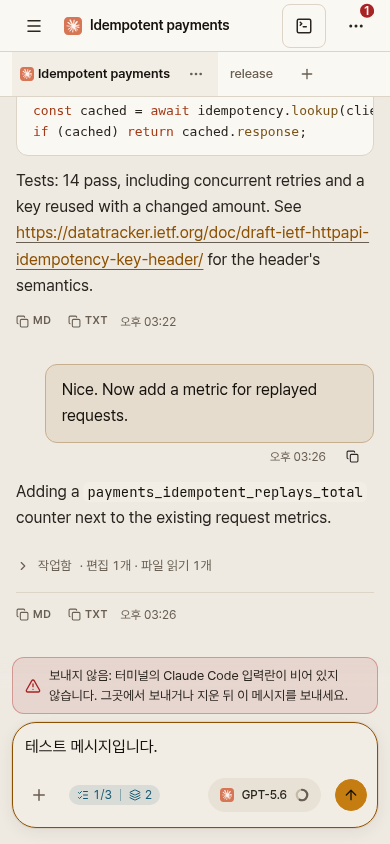 Idempotent payments
1
Idempotent payments
release
const cached = await idempotency.lookup(clie
if (cached) return cached.response;
Tests: 14 pass, including concurrent retries and a
key reused with a changed amount. See
https://datatracker.ietf.org/doc/draft-ietf-httpapi-
idempotency-key-header/ for the header's
semantics.
MD TXT 오후 03:22
Nice. Now add a metric for replayed
requests.
오후 03:26
Adding a payments_idempotent_replays_total
counter next to the existing request metrics.
작업함 · 편집 1개 · 파일 읽기 1개
MD TXT 오후 03:26
보내지 않음: 터미널의 Claude Code 입력란이 비어 있지
않습니다. 그곳에서 보내거나 지운 뒤 이 메시지를 보내세요.
테스트 메시지입니다.
1/3 2 GPT-5.6